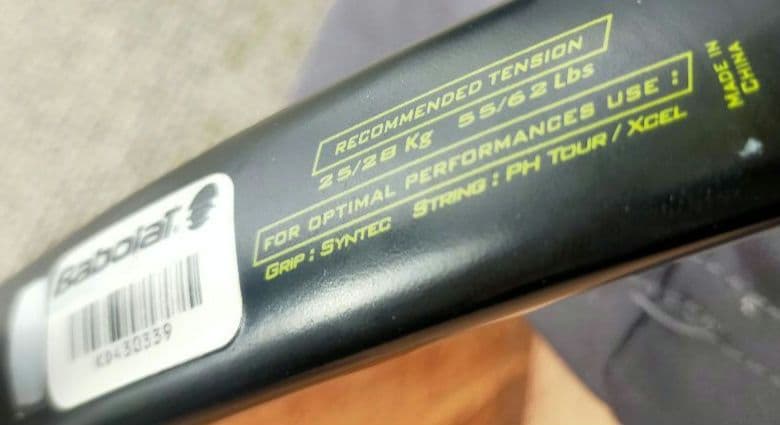 RECOMMENDED TENSION
25/28 Kg 55/62 Lbs
FOR OPTIMAL PERFORMANCES USE :
GRIP : SYNTEC STRING : PH TOUR / XCEL
MADE IN
CHINA
BabolaT
KD430339